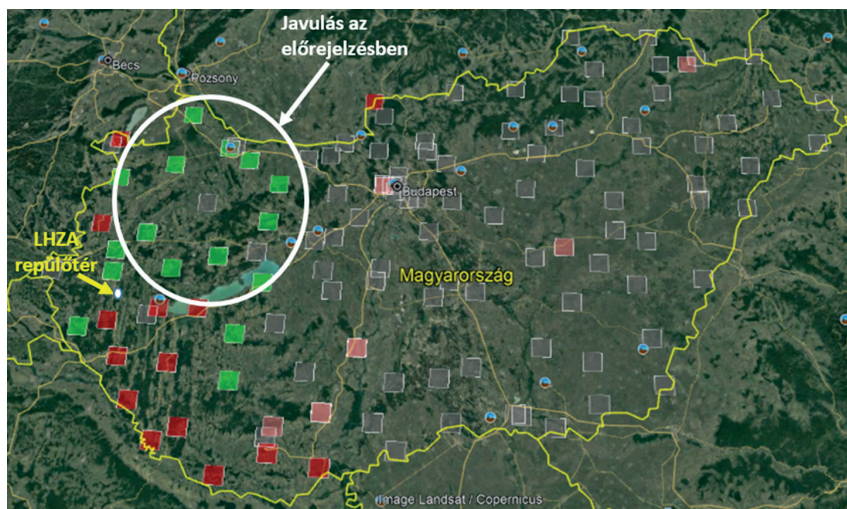 Javulás az
előrejelzésben
Bécs
Pozsony
Budapest
LHZA
repülőtér
Magyarország
Image Landsat / Copernicus